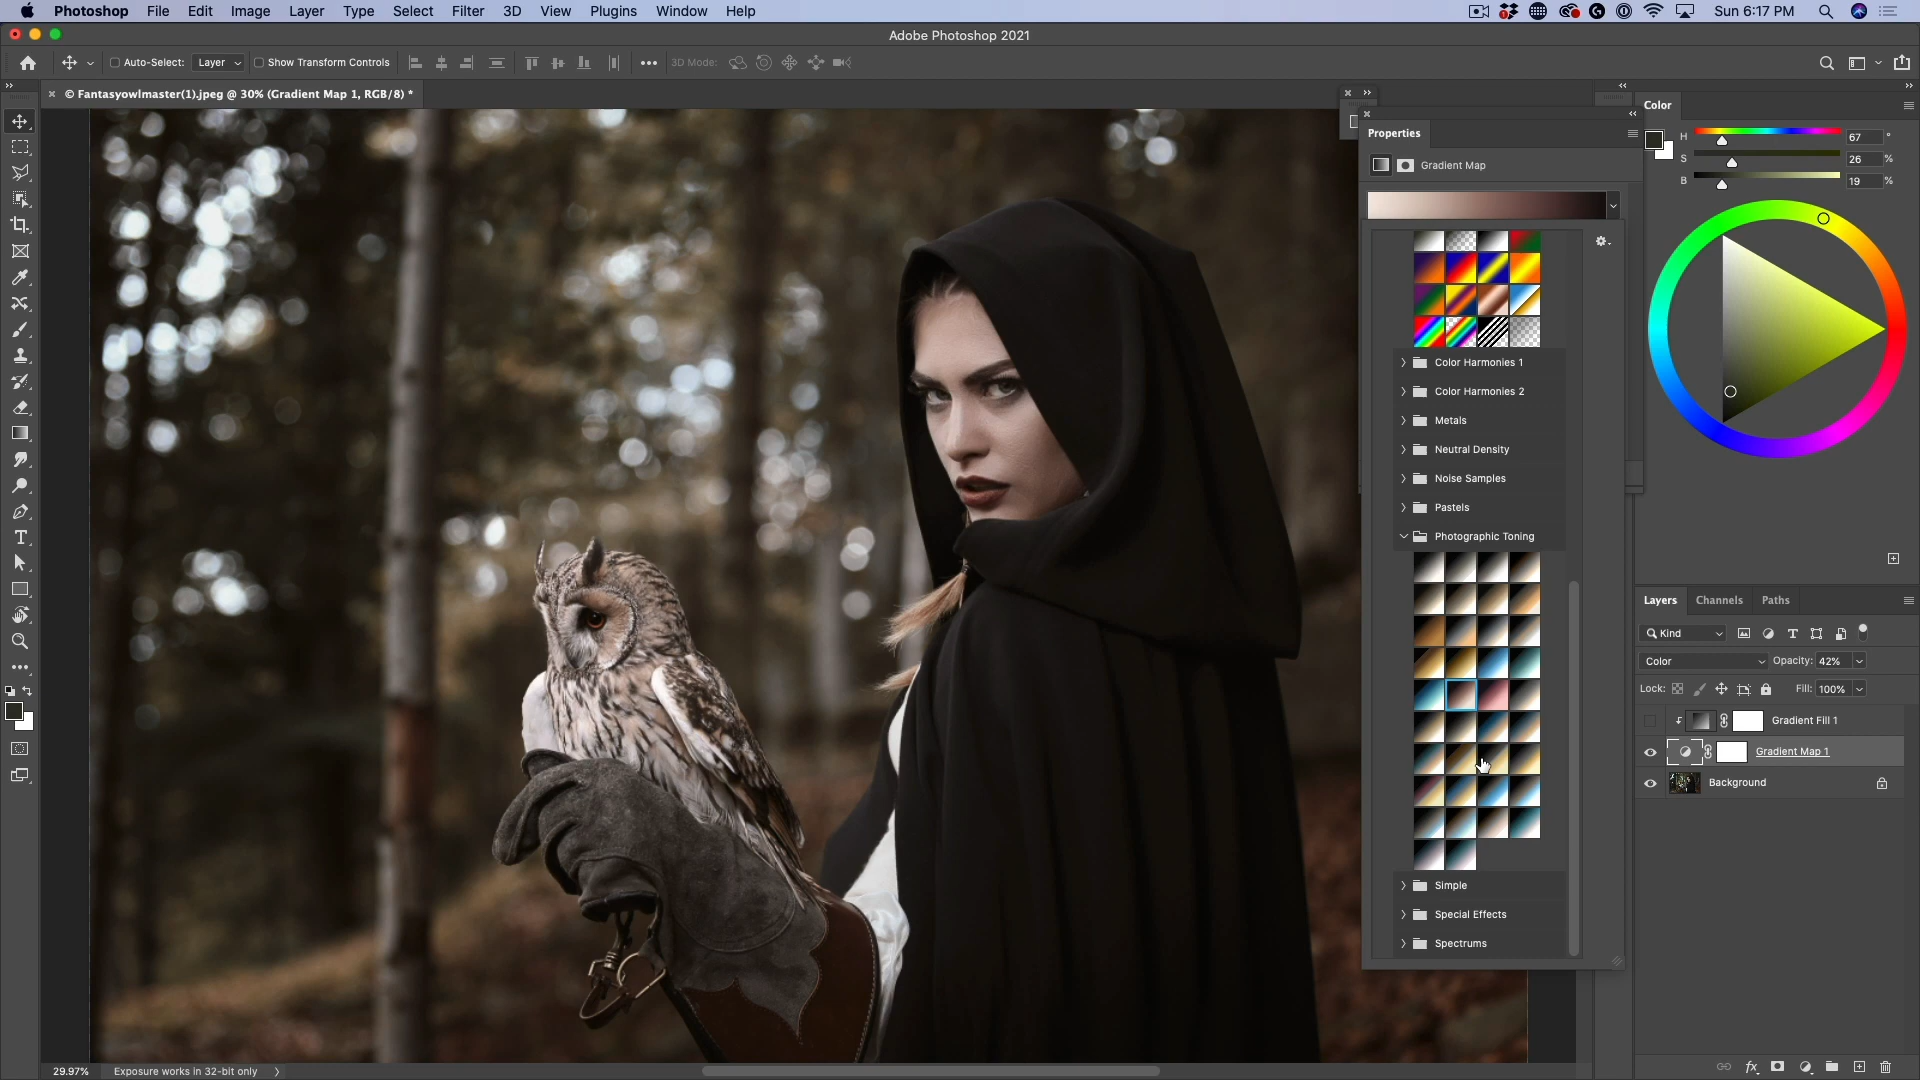 Photoshop File Edit Image Layer Type Select Filter 3D View Plugins Window Help Sun 6:17 PM
Adobe Photoshop 2021
Auto-Select: Layer Show Transform Controls 3D Mode:
© Fantasyowlmaster(1).jpeg @ 30% (Gradient Map 1, RGB/8) *
Properties
Gradient Map
Color Harmonies 1
Color Harmonies 2
Metals
Neutral Density
Noise Samples
Pastels
Photographic Toning
Simple
Special Effects
Spectrums
Color
H 67 °
S 26 %
B 19 %
Layers Channels Paths
Kind
Color Opacity: 42%
Lock: Fill: 100%
Gradient Fill 1
Gradient Map 1
Background
29.97% Exposure works in 32-bit only